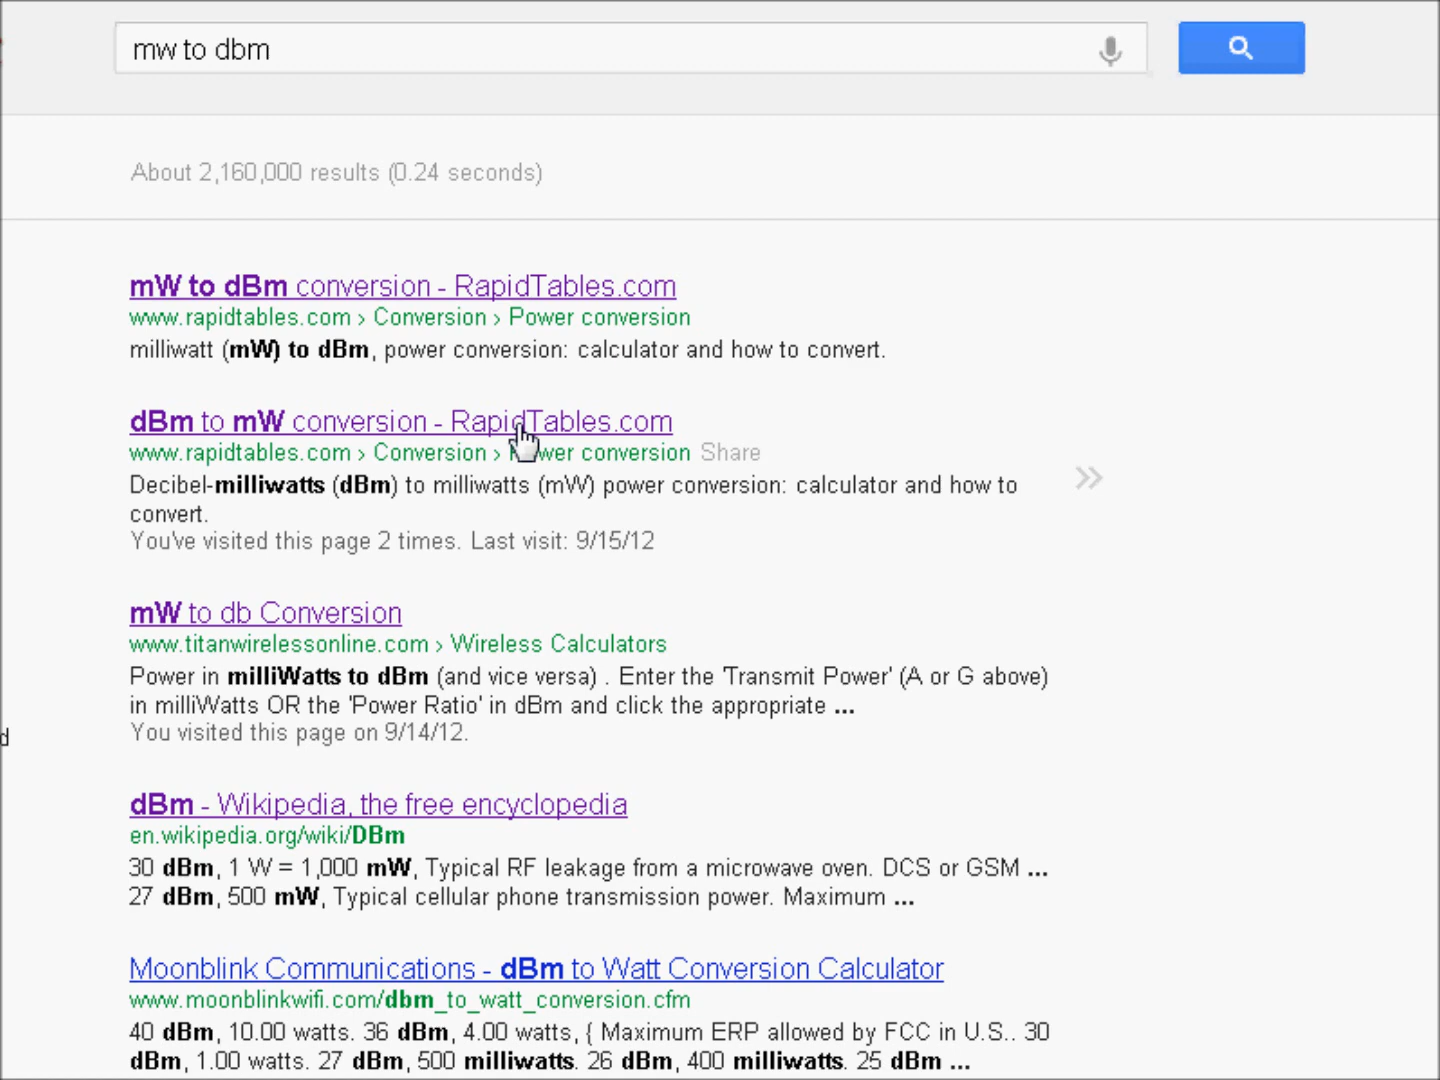 mw to dbm
About 2,160,000 results (0.24 seconds)
mW to dBm conversion - RapidTables.com
www.rapidtables.com › Conversion › Power conversion
milliwatt (mW) to dBm, power conversion: calculator and how to convert.
dBm to mW conversion - RapidTables.com
www.rapidtables.com › Conversion › Power conversion Share
Decibel-milliwatts (dBm) to milliwatts (mW) power conversion: calculator and how to
convert.
You've visited this page 2 times. Last visit: 9/15/12
mW to db Conversion
www.titanwirelessonline.com › Wireless Calculators
Power in milliWatts to dBm (and vice versa) . Enter the 'Transmit Power' (A or G above)
in milliWatts OR the 'Power Ratio' in dBm and click the appropriate ...
d
You visited this page on 9/14/12.
dBm - Wikipedia, the free encyclopedia
en.wikipedia.org/wiki/DBm
30 dBm, 1 W = 1,000 mW, Typical RF leakage from a microwave oven. DCS or GSM ...
27 dBm, 500 mW, Typical cellular phone transmission power. Maximum ...
Moonblink Communications - dBm to Watt Conversion Calculator
www.moonblinkwifi.com/dbm_to_watt_conversion.cfm
40 dBm, 10.00 watts. 36 dBm, 4.00 watts, { Maximum ERP allowed by FCC in U.S.. 30
dBm, 1.00 watts. 27 dBm, 500 milliwatts. 26 dBm, 400 milliwatts. 25 dBm ...